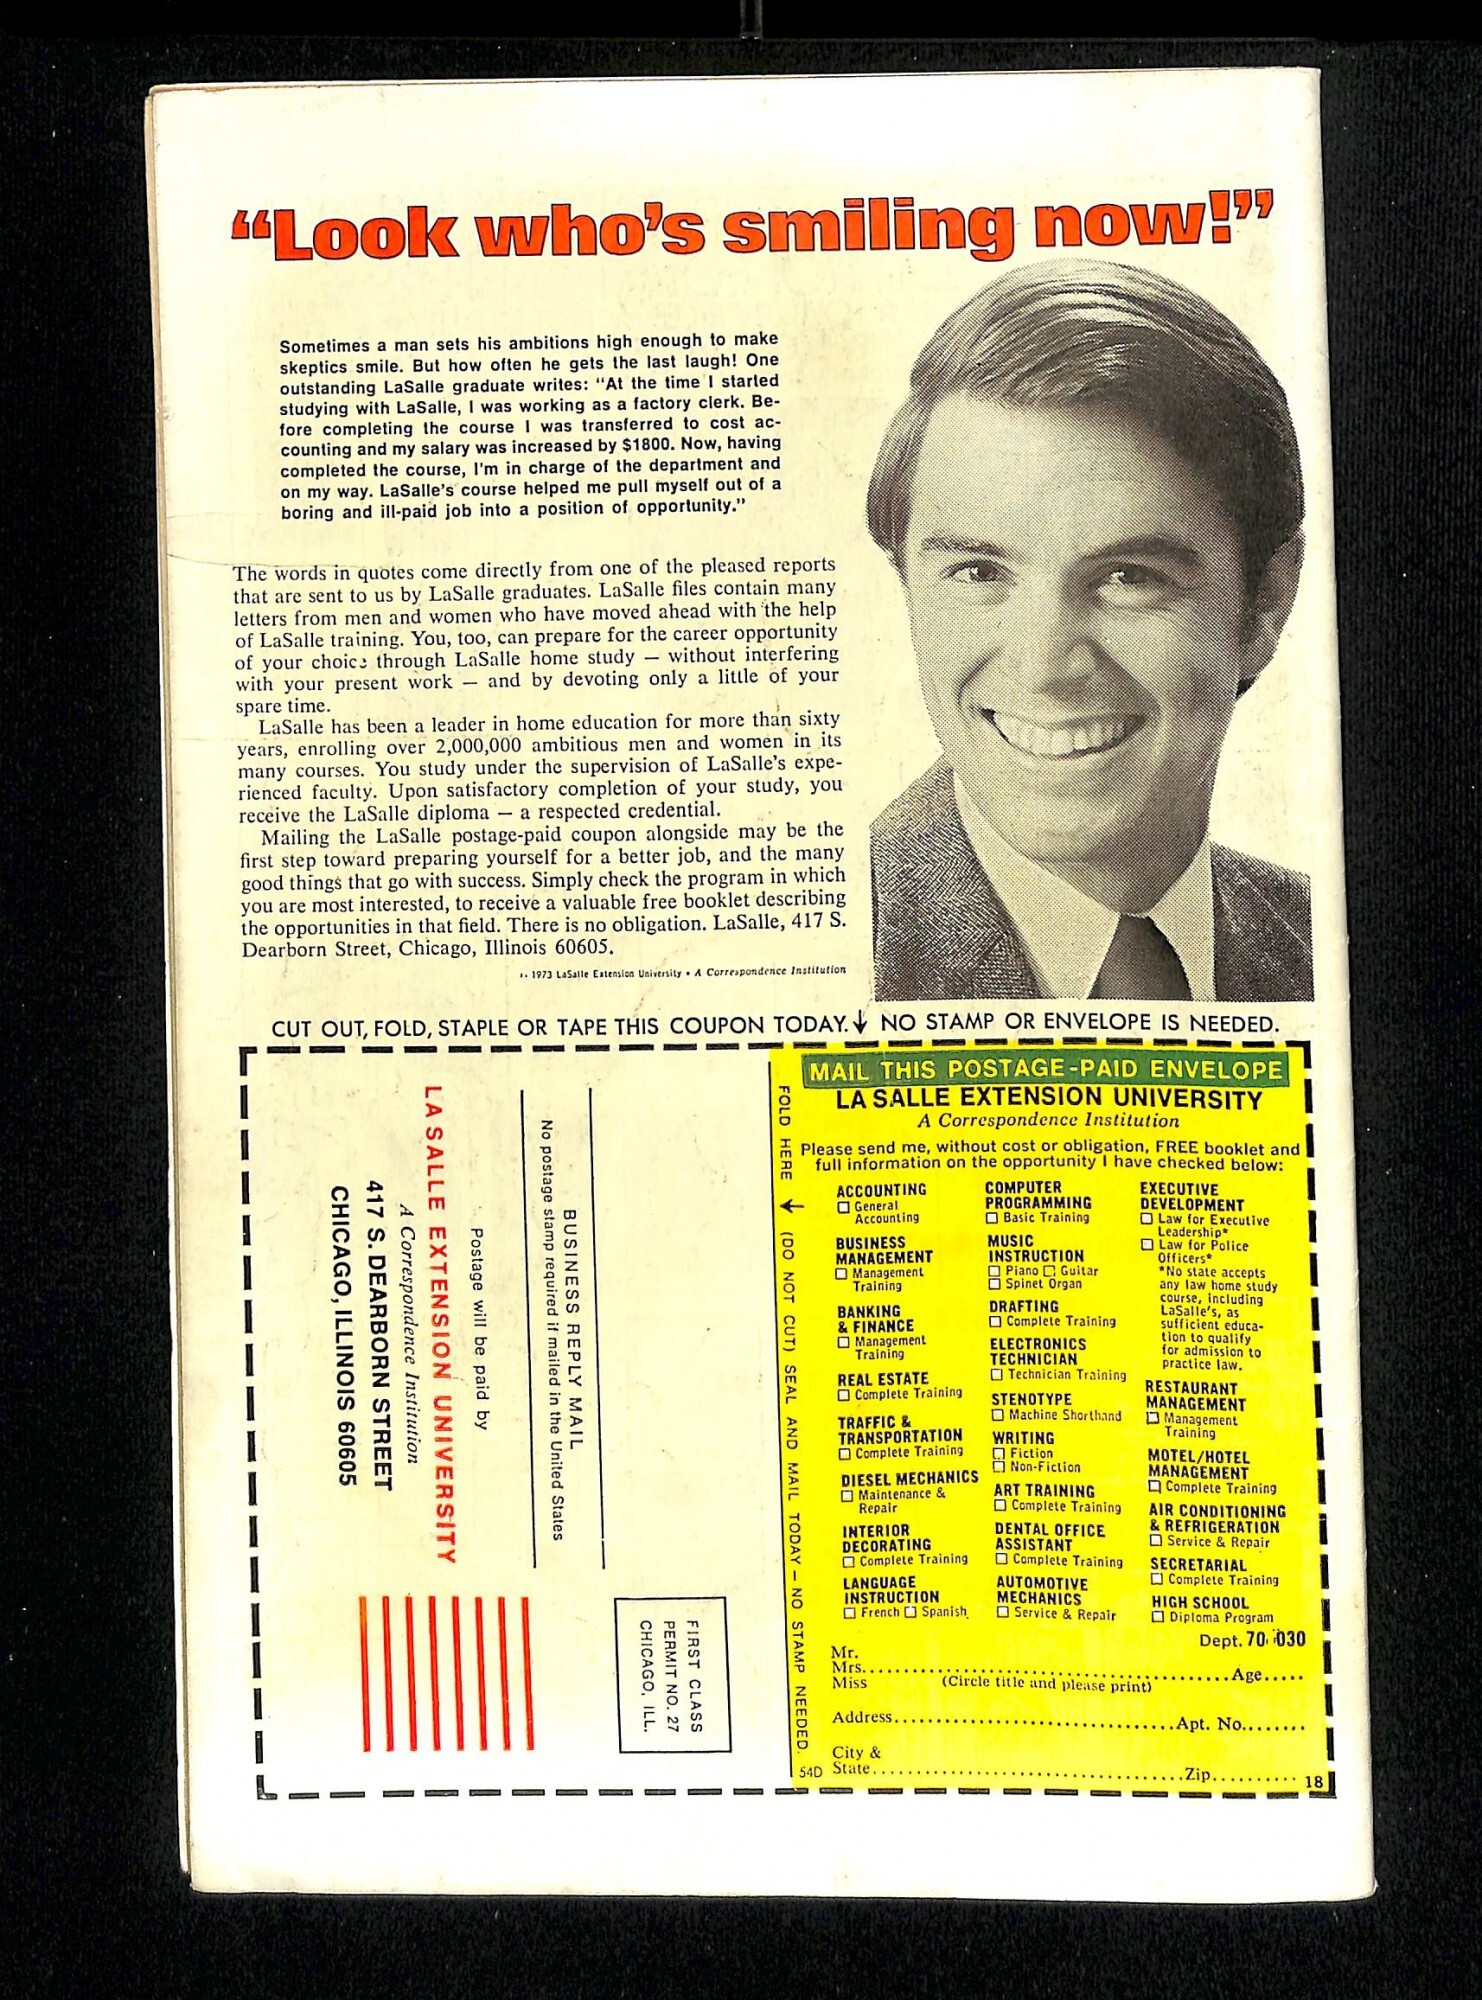 “Look who's smiling now!”
Sometimes a man sets his ambitions high enough to make
skeptics smile. But how often he gets the last laugh! One
outstanding LaSalle graduate writes: “At the time I started
studying with LaSalle, I was working as a factory clerk. Be-
fore completing the course I was transferred to cost ac-
counting and my salary was increased by $1800. Now, having
completed the course, I'm in charge of the department and
on my way. LaSalle's course helped me pull myself out of a
boring and ill-paid job into a position of opportunity.”
The words in quotes come directly from one of the pleased reports
that are sent to us by LaSalle graduates. LaSalle files contain many
letters from men and women who have moved ahead with the help
of LaSalle training. You, too, can prepare for the career opportunity
of your choice through LaSalle home study — without interfering
with your present work — and by devoting only a little of your
spare time.
LaSalle has been a leader in home education for more than sixty
years, enrolling over 2,000,000 ambitious men and women in its
many courses. You study under the supervision of LaSalle's expe-
rienced faculty. Upon satisfactory completion of your study, you
receive the LaSalle diploma — a respected credential.
Mailing the LaSalle postage-paid coupon alongside may be the
first step toward preparing yourself for a better job, and the many
good things that go with success. Simply check the program in which
you are most interested, to receive a valuable free booklet describing
the opportunities in that field. There is no obligation. LaSalle, 417 S.
Dearborn Street, Chicago, Illinois 60605.
1973 LaSalle Extension University • A Correspondence Institution
CUT OUT, FOLD, STAPLE OR TAPE THIS COUPON TODAY.↓ NO STAMP OR ENVELOPE IS NEEDED.
FIRST CLASS
PERMIT NO. 27
CHICAGO, ILL.
BUSINESS REPLY MAIL
No postage stamp required if mailed in the United States
Postage will be paid by
LA SALLE EXTENSION UNIVERSITY
A Correspondence Institution
417 S. DEARBORN STREET
CHICAGO, ILLINOIS 60605
FOLD HERE ↓ (DO NOT CUT) SEAL AND MAIL TODAY — NO STAMP NEEDED.
MAIL THIS POSTAGE-PAID ENVELOPE
LA SALLE EXTENSION UNIVERSITY
A Correspondence Institution
Please send me, without cost or obligation, FREE booklet and
full information on the opportunity I have checked below:
ACCOUNTING
☐ General
Accounting
BUSINESS
MANAGEMENT
☐ Management
Training
BANKING
& FINANCE
☐ Management
Training
REAL ESTATE
☐ Complete Training
TRAFFIC &
TRANSPORTATION
☐ Complete Training
DIESEL MECHANICS
☐ Maintenance &
Repair
INTERIOR
DECORATING
☐ Complete Training
LANGUAGE
INSTRUCTION
☐ French ☐ Spanish
COMPUTER
PROGRAMMING
☐ Basic Training
MUSIC
INSTRUCTION
☐ Piano ☐ Guitar
☐ Spinet Organ
DRAFTING
☐ Complete Training
ELECTRONICS
TECHNICIAN
☐ Technician Training
STENOTYPE
☐ Machine Shorthand
WRITING
☐ Fiction
☐ Non-Fiction
ART TRAINING
☐ Complete Training
DENTAL OFFICE
ASSISTANT
☐ Complete Training
AUTOMOTIVE
MECHANICS
☐ Service & Repair
EXECUTIVE
DEVELOPMENT
☐ Law for Executive
Leadership*
☐ Law for Police
Officers*
*No state accepts
any law home study
course, including
LaSalle's, as
sufficient educa-
tion to qualify
for admission to
practice law.
RESTAURANT
MANAGEMENT
☐ Management
Training
MOTEL/HOTEL
MANAGEMENT
☐ Complete Training
AIR CONDITIONING
& REFRIGERATION
☐ Service & Repair
SECRETARIAL
☐ Complete Training
HIGH SCHOOL
☐ Diploma Program
Dept. 70-030
Mr.
Mrs. Age
Miss (Circle title and please print)
Address Apt. No.
City &
State Zip
54D
18